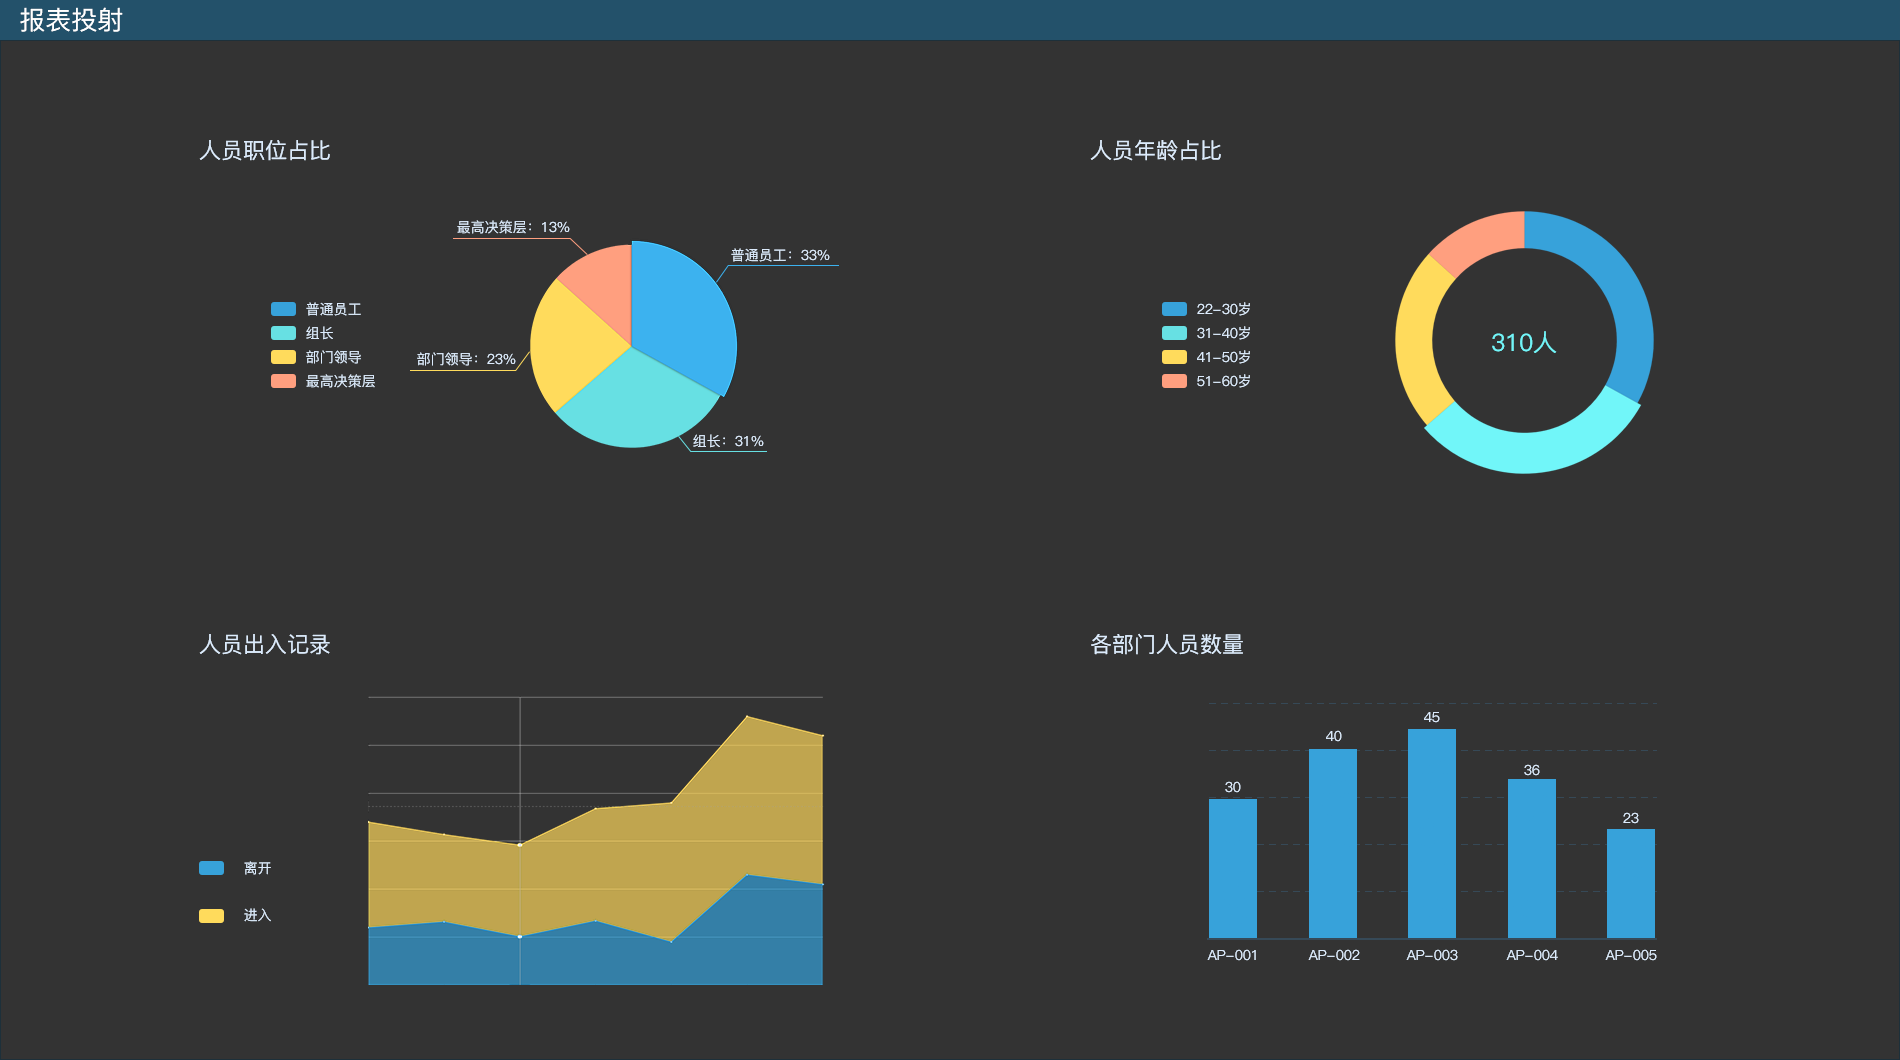 报表投射
人员职位占比
最高决策层：13%
普通员工：33%
普通员工
组长
部门领导
最高决策层
部门领导：23%
组长：31%
人员年龄占比
22-30岁
31-40岁
41-50岁
51-60岁
310人
人员出入记录
离开
进入
各部门人员数量
30
40
45
36
23
AP-001
AP-002
AP-003
AP-004
AP-005